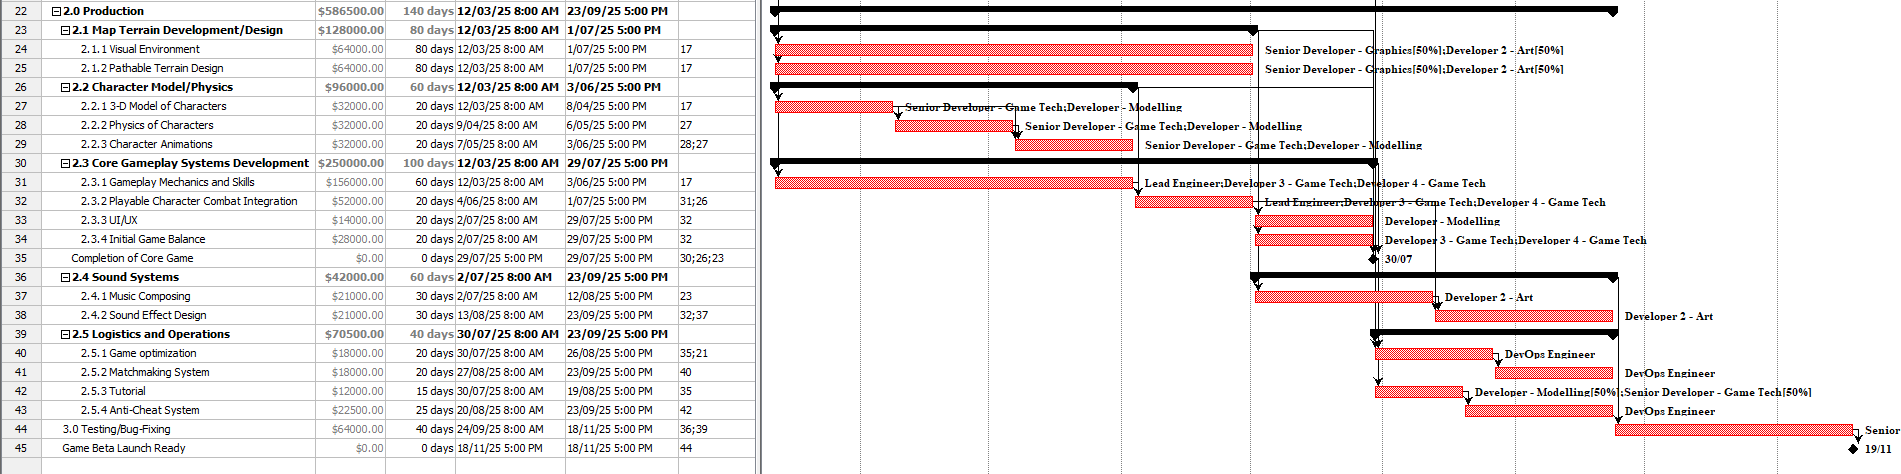 22 2.0 Production $586500.00 140 days 12/03/25 8:00 AM 23/09/25 5:00 PM
23 2.1 Map Terrain Development/Design $128000.00 80 days 12/03/25 8:00 AM 1/07/25 5:00 PM
24 2.1.1 Visual Environment $64000.00 80 days 12/03/25 8:00 AM 1/07/25 5:00 PM 17 Senior Developer - Graphics[50%];Developer 2 - Art[50%]
25 2.1.2 Pathable Terrain Design $64000.00 80 days 12/03/25 8:00 AM 1/07/25 5:00 PM 17 Senior Developer - Graphics[50%];Developer 2 - Art[50%]
26 2.2 Character Model/Physics $96000.00 60 days 12/03/25 8:00 AM 3/06/25 5:00 PM
27 2.2.1 3-D Model of Characters $32000.00 20 days 12/03/25 8:00 AM 8/04/25 5:00 PM 17 Senior Developer - Game Tech;Developer - Modelling
28 2.2.2 Physics of Characters $32000.00 20 days 9/04/25 8:00 AM 6/05/25 5:00 PM 27 Senior Developer - Game Tech;Developer - Modelling
29 2.2.3 Character Animations $32000.00 20 days 7/05/25 8:00 AM 3/06/25 5:00 PM 28;27 Senior Developer - Game Tech;Developer - Modelling
30 2.3 Core Gameplay Systems Development $250000.00 100 days 12/03/25 8:00 AM 29/07/25 5:00 PM
31 2.3.1 Gameplay Mechanics and Skills $156000.00 60 days 12/03/25 8:00 AM 3/06/25 5:00 PM 17 Lead Engineer;Developer 3 - Game Tech;Developer 4 - Game Tech
32 2.3.2 Playable Character Combat Integration $52000.00 20 days 4/06/25 8:00 AM 1/07/25 5:00 PM 31;26 Lead Engineer;Developer 3 - Game Tech;Developer 4 - Game Tech
33 2.3.3 UI/UX $14000.00 20 days 2/07/25 8:00 AM 29/07/25 5:00 PM 32 Developer - Modelling
34 2.3.4 Initial Game Balance $28000.00 20 days 2/07/25 8:00 AM 29/07/25 5:00 PM 32 Developer 3 - Game Tech;Developer 4 - Game Tech
35 Completion of Core Game $0.00 0 days 29/07/25 5:00 PM 29/07/25 5:00 PM 30;26;23 30/07
36 2.4 Sound Systems $42000.00 60 days 2/07/25 8:00 AM 23/09/25 5:00 PM
37 2.4.1 Music Composing $21000.00 30 days 2/07/25 8:00 AM 12/08/25 5:00 PM 23 Developer 2 - Art
38 2.4.2 Sound Effect Design $21000.00 30 days 13/08/25 8:00 AM 23/09/25 5:00 PM 32;37 Developer 2 - Art
39 2.5 Logistics and Operations $70500.00 40 days 30/07/25 8:00 AM 23/09/25 5:00 PM
40 2.5.1 Game optimization $18000.00 20 days 30/07/25 8:00 AM 26/08/25 5:00 PM 35;21 DevOps Engineer
41 2.5.2 Matchmaking System $18000.00 20 days 27/08/25 8:00 AM 23/09/25 5:00 PM 40 DevOps Engineer
42 2.5.3 Tutorial $12000.00 15 days 30/07/25 8:00 AM 19/08/25 5:00 PM 35 Developer - Modelling[50%];Senior Developer - Game Tech[50%]
43 2.5.4 Anti-Cheat System $22500.00 25 days 20/08/25 8:00 AM 23/09/25 5:00 PM 42 DevOps Engineer
44 3.0 Testing/Bug-Fixing $64000.00 40 days 24/09/25 8:00 AM 18/11/25 5:00 PM 36;39 Senior
45 Game Beta Launch Ready $0.00 0 days 18/11/25 5:00 PM 18/11/25 5:00 PM 44 19/11